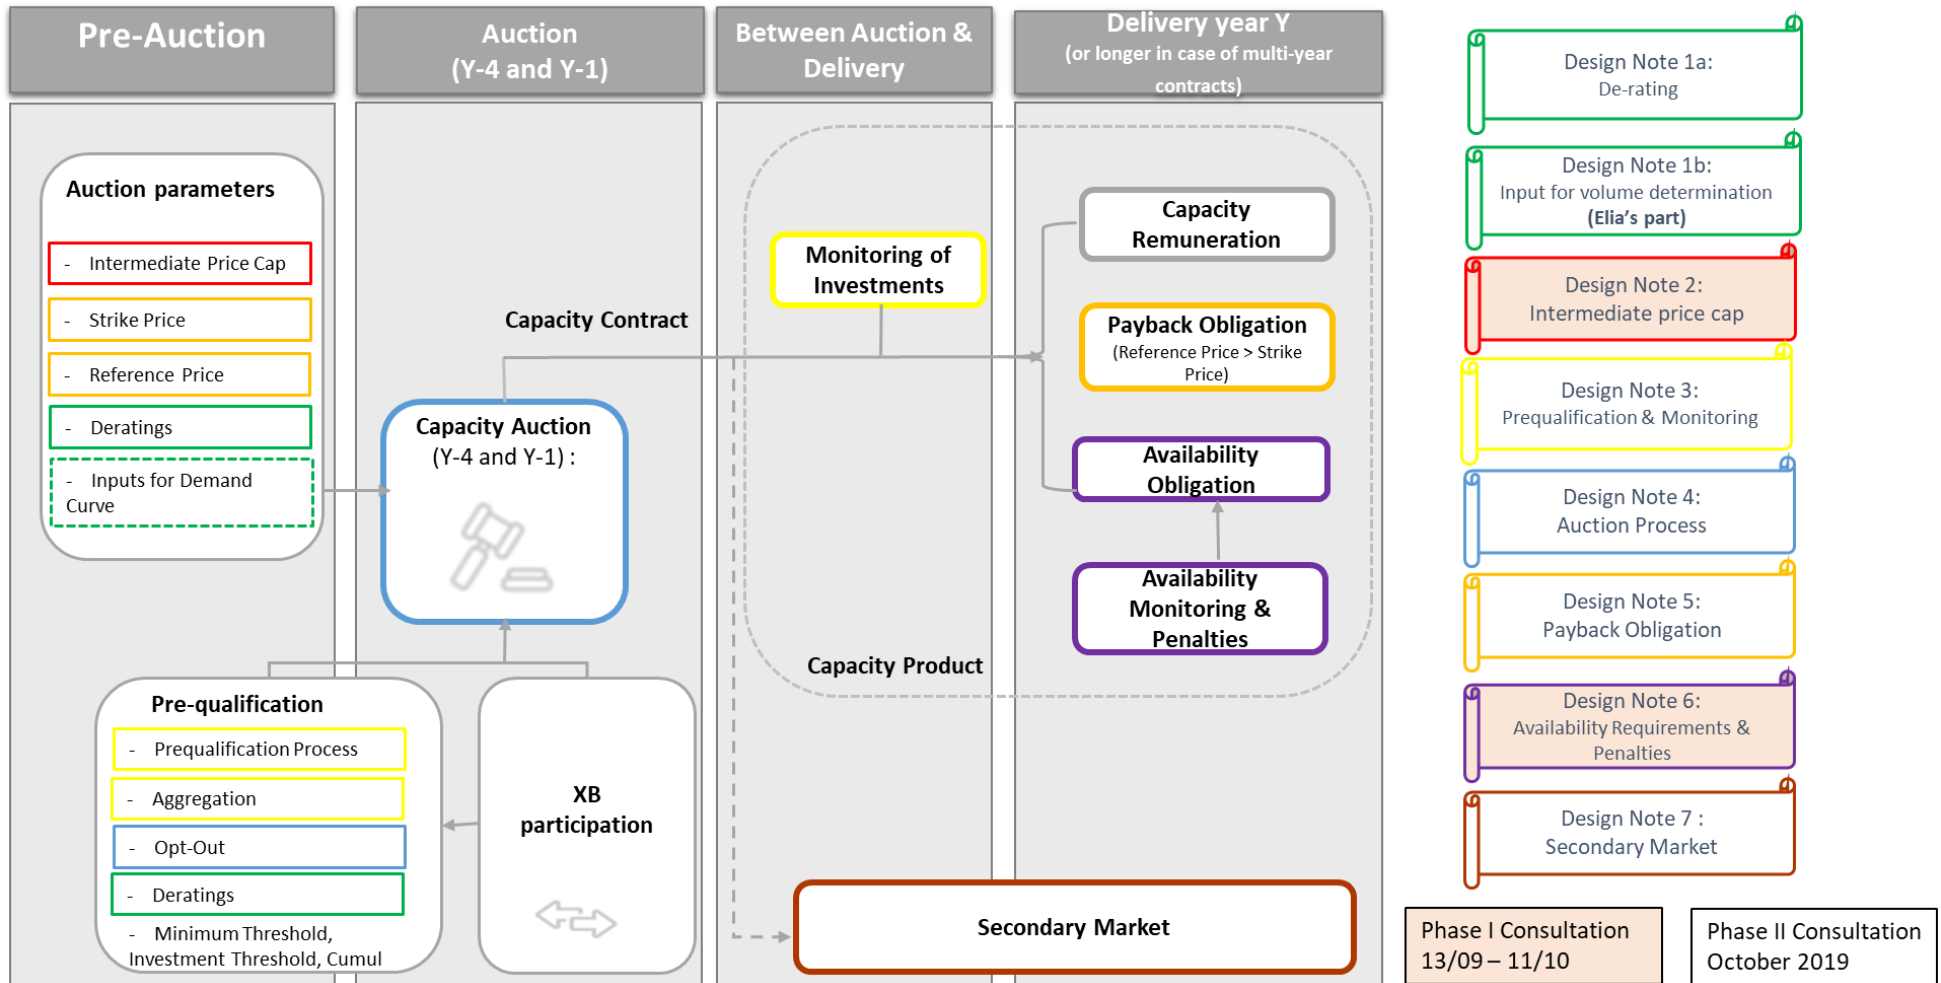 Pre-Auction
Auction
(Y-4 and Y-1)
Between Auction &
Delivery
Delivery year Y
(or longer in case of multi-year
contracts)
Auction parameters
- Intermediate Price Cap
- Strike Price
- Reference Price
- Deratings
- Inputs for Demand
Curve
Capacity Contract
Capacity Auction
(Y-4 and Y-1) :
Pre-qualification
- Prequalification Process
- Aggregation
- Opt-Out
- Deratings
- Minimum Threshold,
Investment Threshold, Cumul
XB
participation
Monitoring of
Investments
Capacity
Remuneration
Payback Obligation
(Reference Price > Strike
Price)
Availability
Obligation
Availability
Monitoring &
Penalties
Capacity Product
Secondary Market
Design Note 1a:
De-rating
Design Note 1b:
Input for volume determination
(Elia's part)
Design Note 2:
Intermediate price cap
Design Note 3:
Prequalification & Monitoring
Design Note 4:
Auction Process
Design Note 5:
Payback Obligation
Design Note 6:
Availability Requirements &
Penalties
Design Note 7 :
Secondary Market
Phase I Consultation
13/09 – 11/10
Phase II Consultation
October 2019